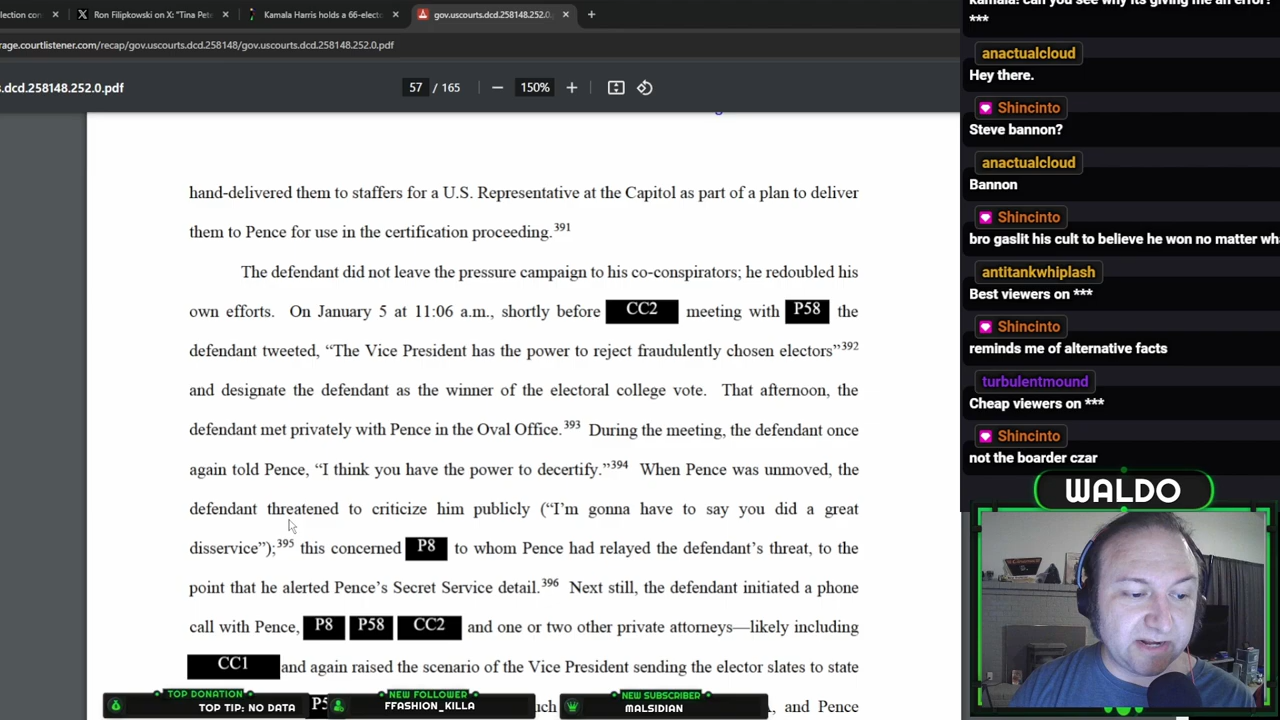 lection con
Ron Filipkowski on X: "Tina Pete
Kamala Harris holds a 66-electo
gov.uscourts.dcd.258148.252.0.
rage.courtlistener.com/recap/gov.uscourts.dcd.258148/gov.uscourts.dcd.258148.252.0.pdf
s.dcd.258148.252.0.pdf
57 / 165
150%
hand-delivered them to staffers for a U.S. Representative at the Capitol as part of a plan to deliver
them to Pence for use in the certification proceeding.391
The defendant did not leave the pressure campaign to his co-conspirators; he redoubled his
own efforts. On January 5 at 11:06 a.m., shortly before CC2 meeting with P58 the
defendant tweeted, “The Vice President has the power to reject fraudulently chosen electors”392
and designate the defendant as the winner of the electoral college vote. That afternoon, the
defendant met privately with Pence in the Oval Office.393 During the meeting, the defendant once
again told Pence, “I think you have the power to decertify.”394 When Pence was unmoved, the
defendant threatened to criticize him publicly (“I’m gonna have to say you did a great
disservice”);395 this concerned P8 to whom Pence had relayed the defendant’s threat, to the
point that he alerted Pence’s Secret Service detail.396 Next still, the defendant initiated a phone
call with Pence, P8 P58 CC2 and one or two other private attorneys—likely including
CC1 and again raised the scenario of the Vice President sending the elector slates to state
and Pence
TOP DONATION
TOP TIP: NO DATA
NEW FOLLOWER
FFASHION_KILLA
NEW SUBSCRIBER
MALSIDIAN
kamala! can you see why its giving me an error?
***
anactualcloud
Hey there.
Shincinto
Steve bannon?
anactualcloud
Bannon
Shincinto
bro gaslit his cult to believe he won no matter wha
antitankwhiplash
Best viewers on ***
Shincinto
reminds me of alternative facts
turbulentmound
Cheap viewers on ***
Shincinto
not the boarder czar
WALDO